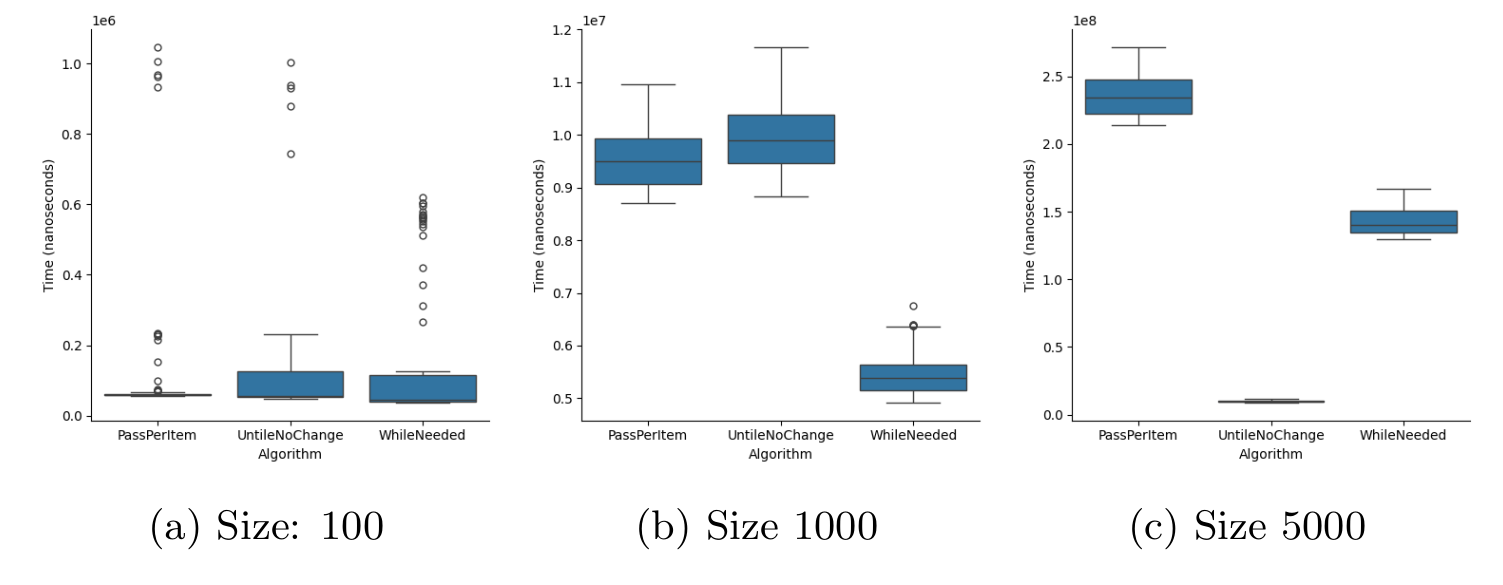 1e6
1.0
0.8
0.6
0.4
0.2
0.0
Time (nanoseconds)
PassPerItem UntileNoChange WhileNeeded
Algorithm
(a) Size: 100
1e7
1.2
1.1
1.0
0.9
0.8
0.7
0.6
0.5
Time (nanoseconds)
PassPerItem UntileNoChange WhileNeeded
Algorithm
(b) Size 1000
1e8
2.5
2.0
1.5
1.0
0.5
0.0
Time (nanoseconds)
PassPerItem UntileNoChange WhileNeeded
Algorithm
(c) Size 5000